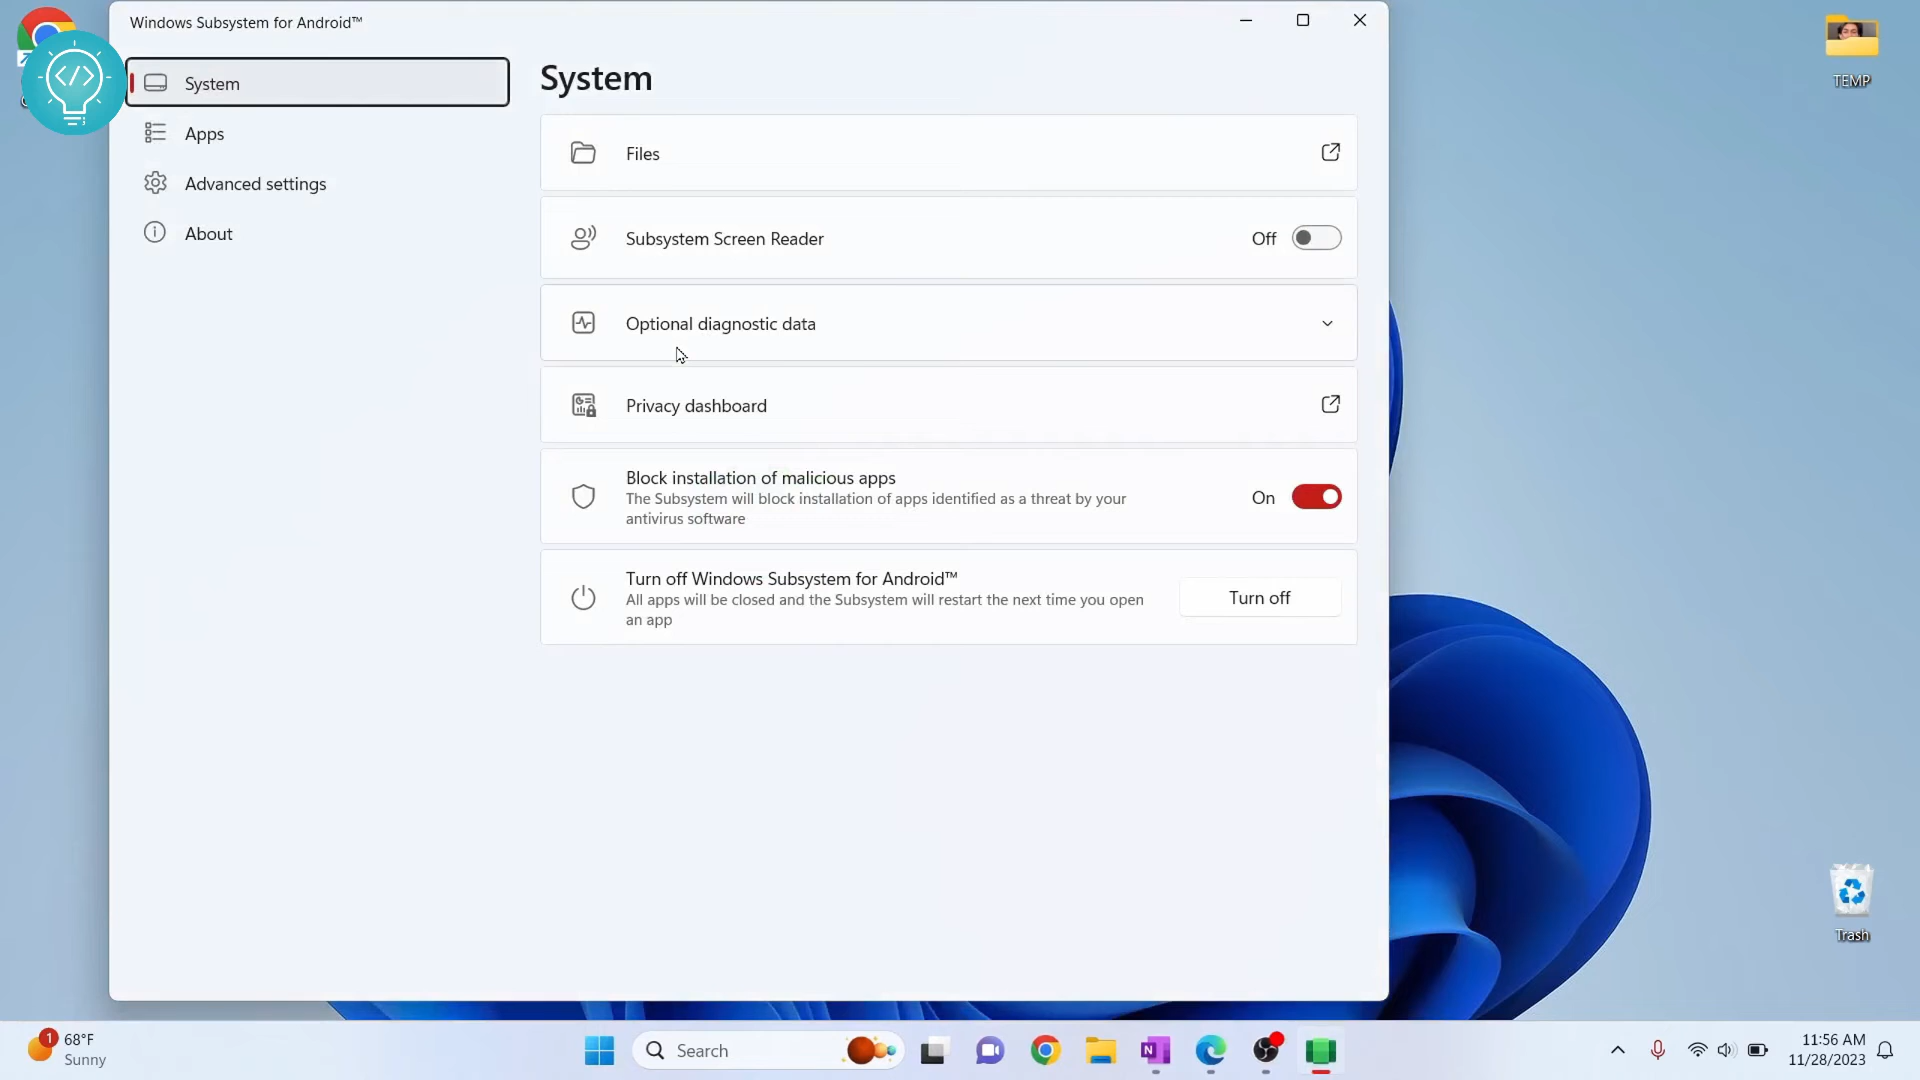 Windows Subsystem for Android™
System
Apps
Advanced settings
About
System
Files
Subsystem Screen Reader
Off
Optional diagnostic data
Privacy dashboard
Block installation of malicious apps
The Subsystem will block installation of apps identified as a threat by your
antivirus software
On
Turn off Windows Subsystem for Android™
All apps will be closed and the Subsystem will restart the next time you open
an app
Turn off
TEMP
Trash
</>
1
68°F
Sunny
Search
N
11:56 AM
11/28/2023